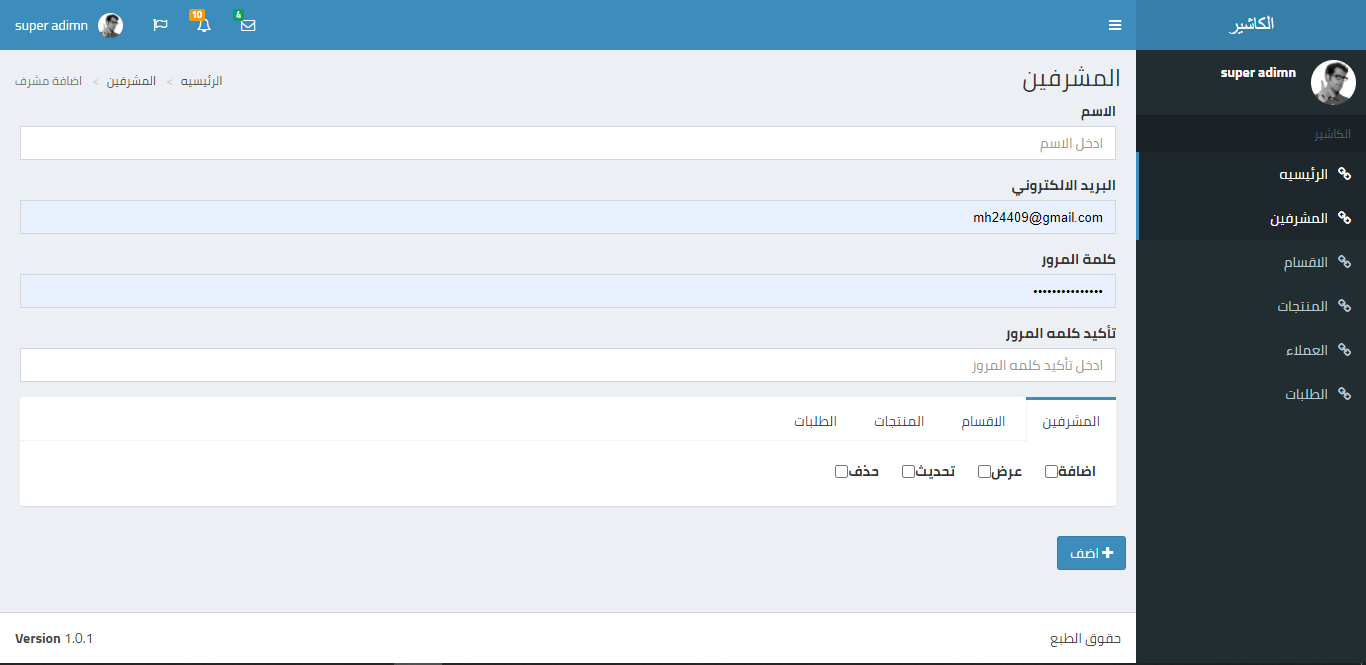 الكاشير
10
4
super adimn
super adimn
الكاشير
الرئيسيه
المشرفين
الاقسام
المنتجات
العملاء
الطلبات
المشرفين
الرئيسيه > المشرفين > اضافة مشرف
الاسم
ادخل الاسم
البريد الالكتروني
mh24409@gmail.com
كلمة المرور
•••••••••••••••
تأكيد كلمه المرور
ادخل تأكيد كلمه المرور
المشرفين الاقسام المنتجات الطلبات
اضافة عرض تحديث حذف
اضف
حقوق الطبع
Version 1.0.1